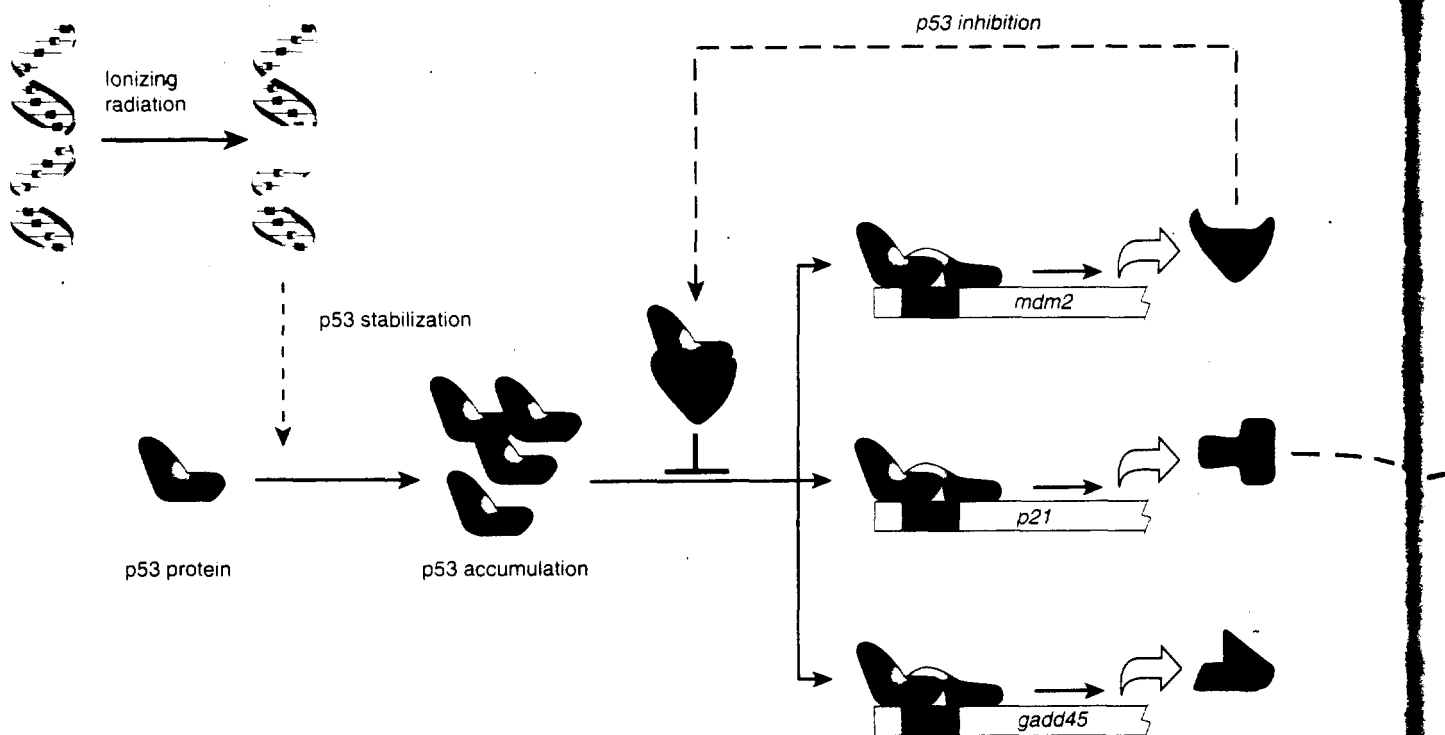 p53 inhibition
Ionizing
radiation
mdm2
p53 stabilization
p21
p53 protein
p53 accumulation
gadd45